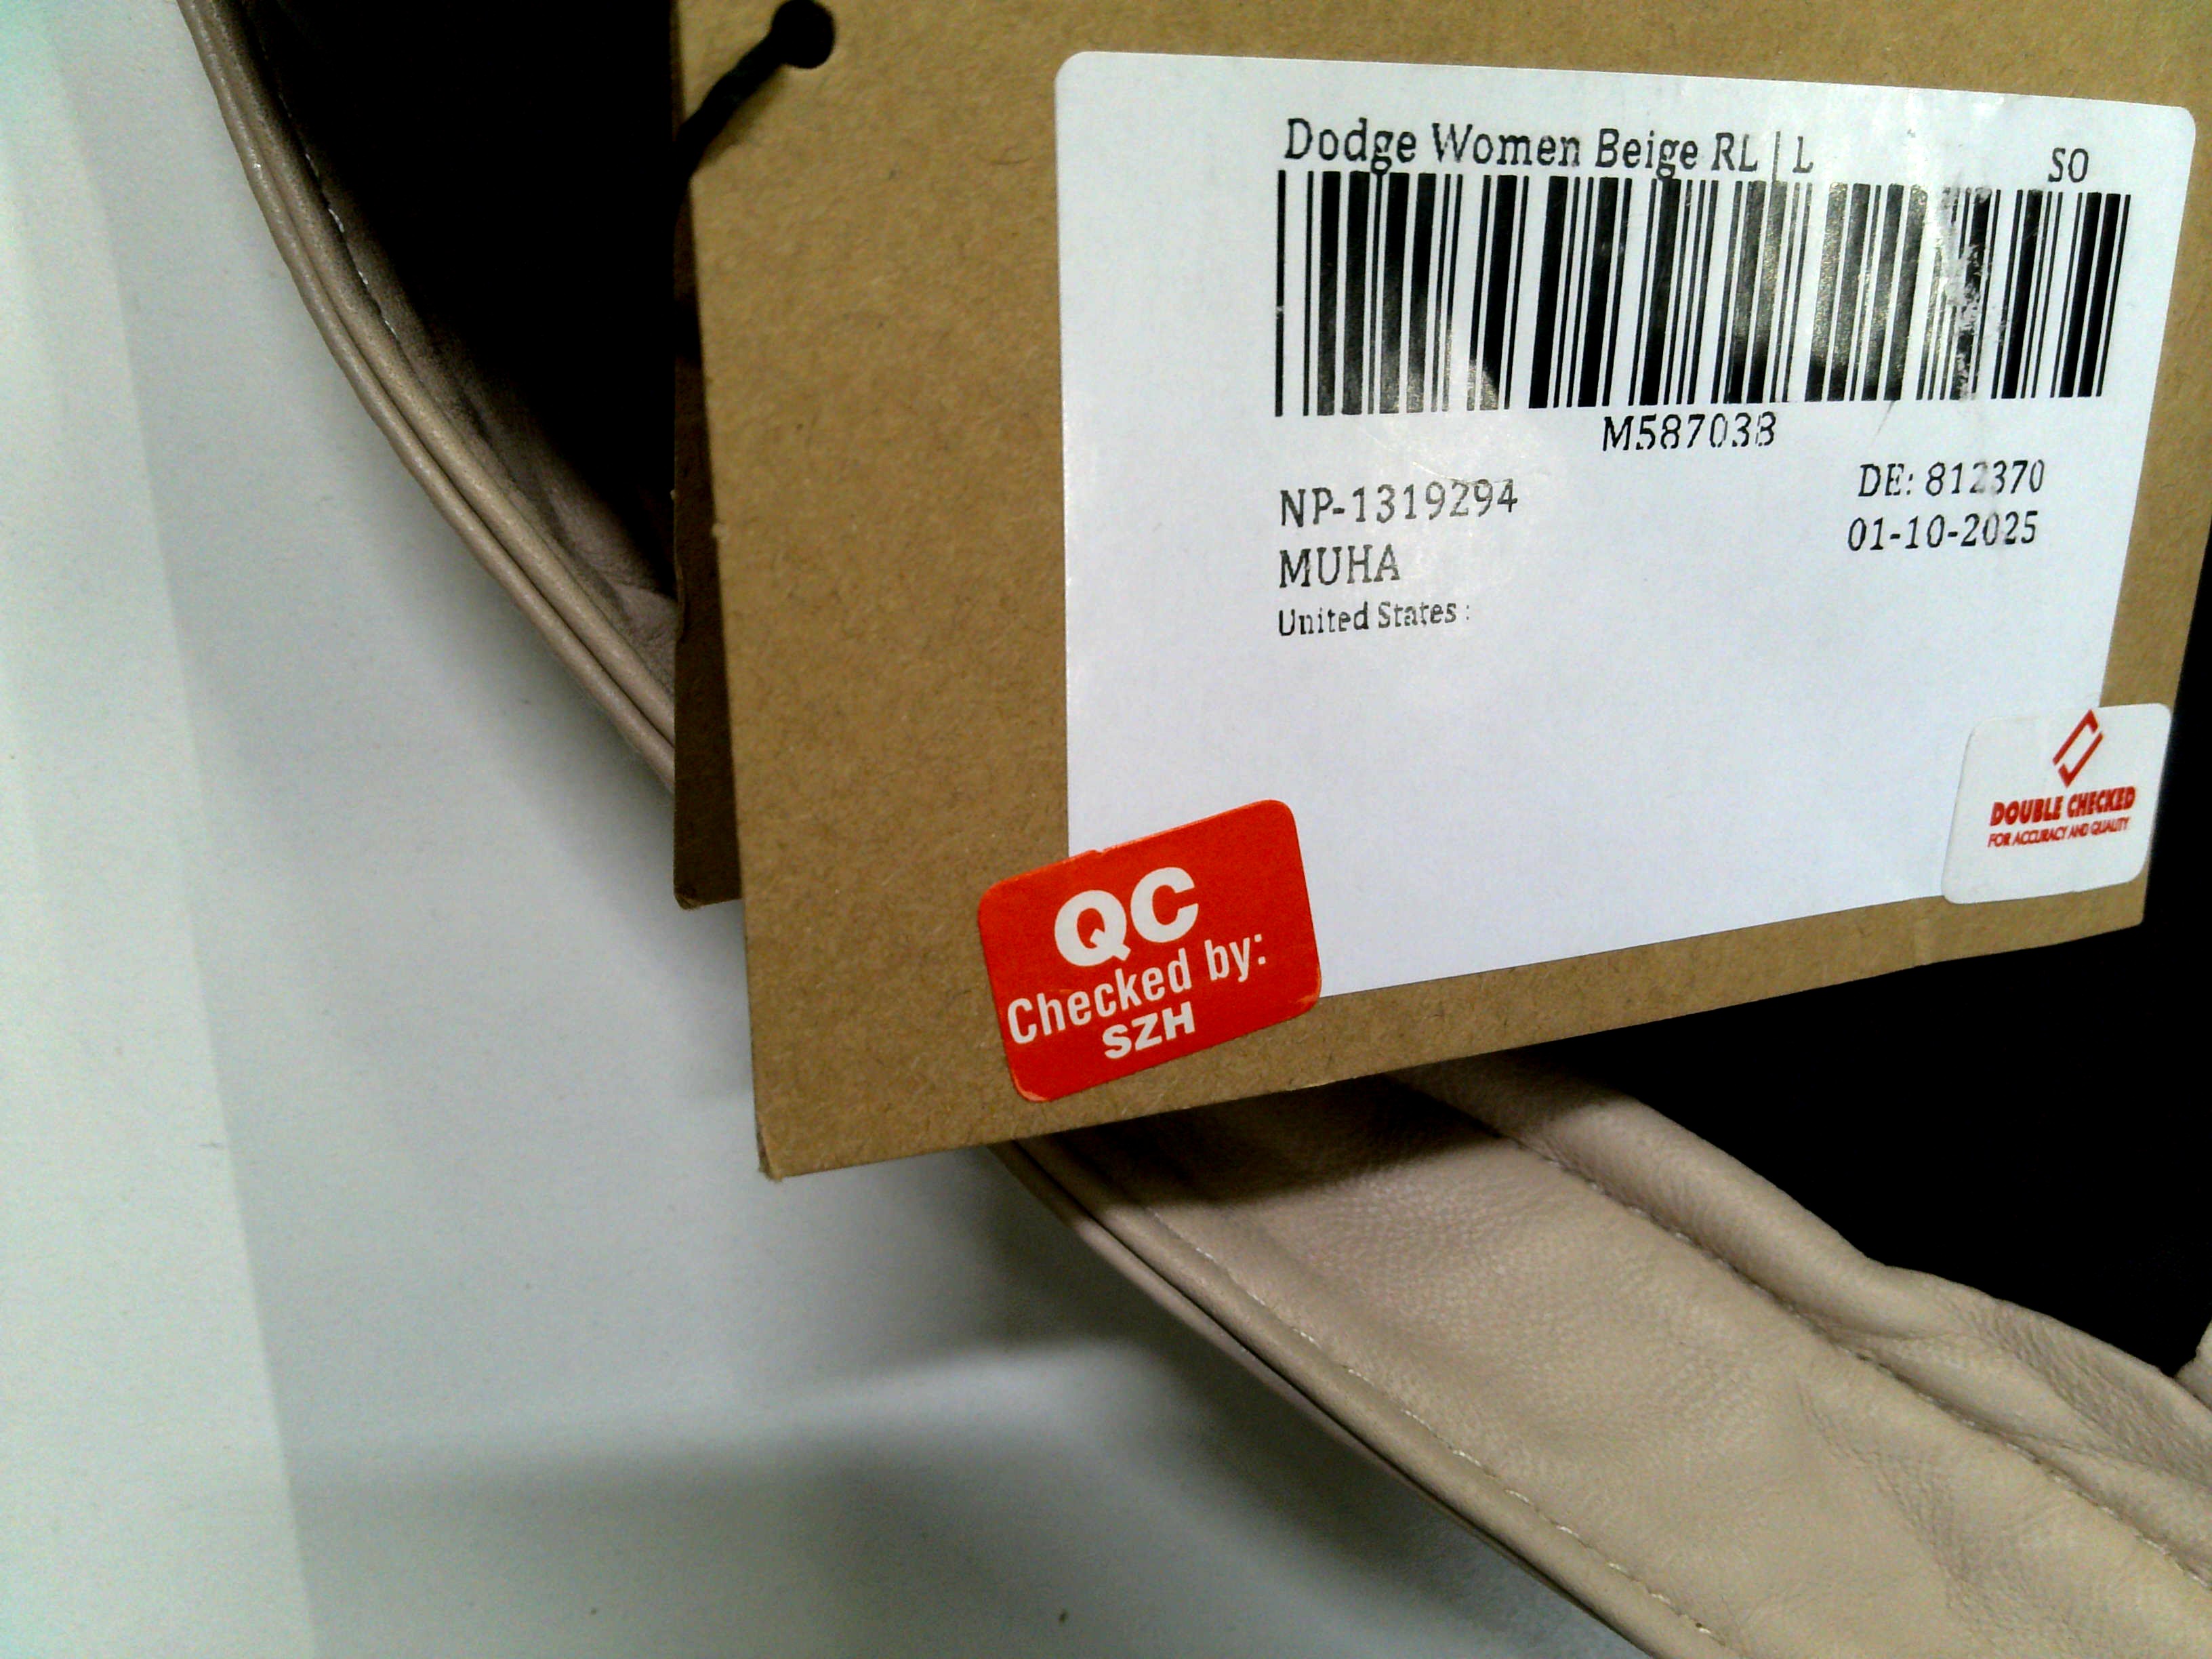 Dodge Women Beige RL | L
SO
M587038
NP-1319294
DE: 812370
MUHA
01-10-2025
United States :
DOUBLE CHECKED
FOR ACCURACY AND QUALITY
QC
Checked by:
SZH